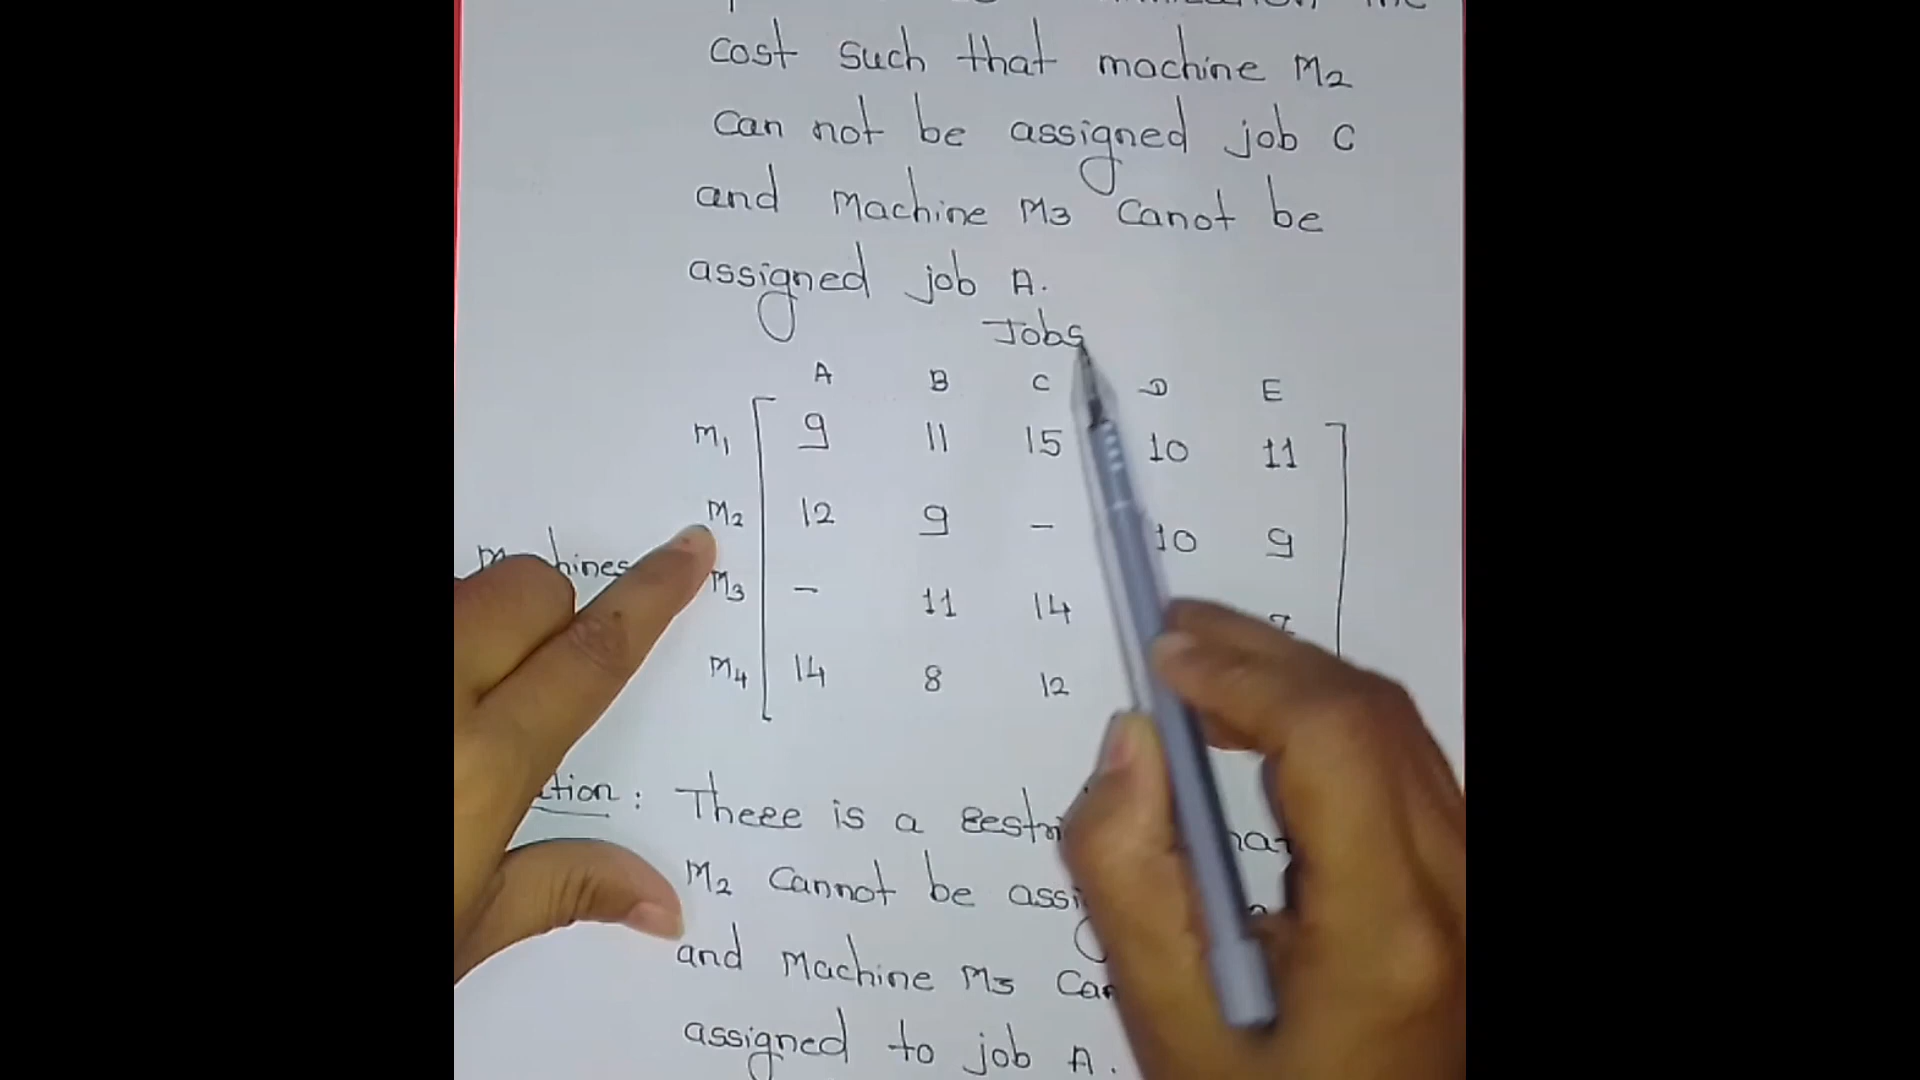 cost such that machine M2
can not be assigned job C
and machine M3 canot be
assigned job A.
Jobs
A B C D E
M1 9 11 15 10 11
M2 12 9 - 10 9
M3 - 11 14 7
M4 14 8 12
There is a
M2 cannot be
and machine M3
assigned to job A.